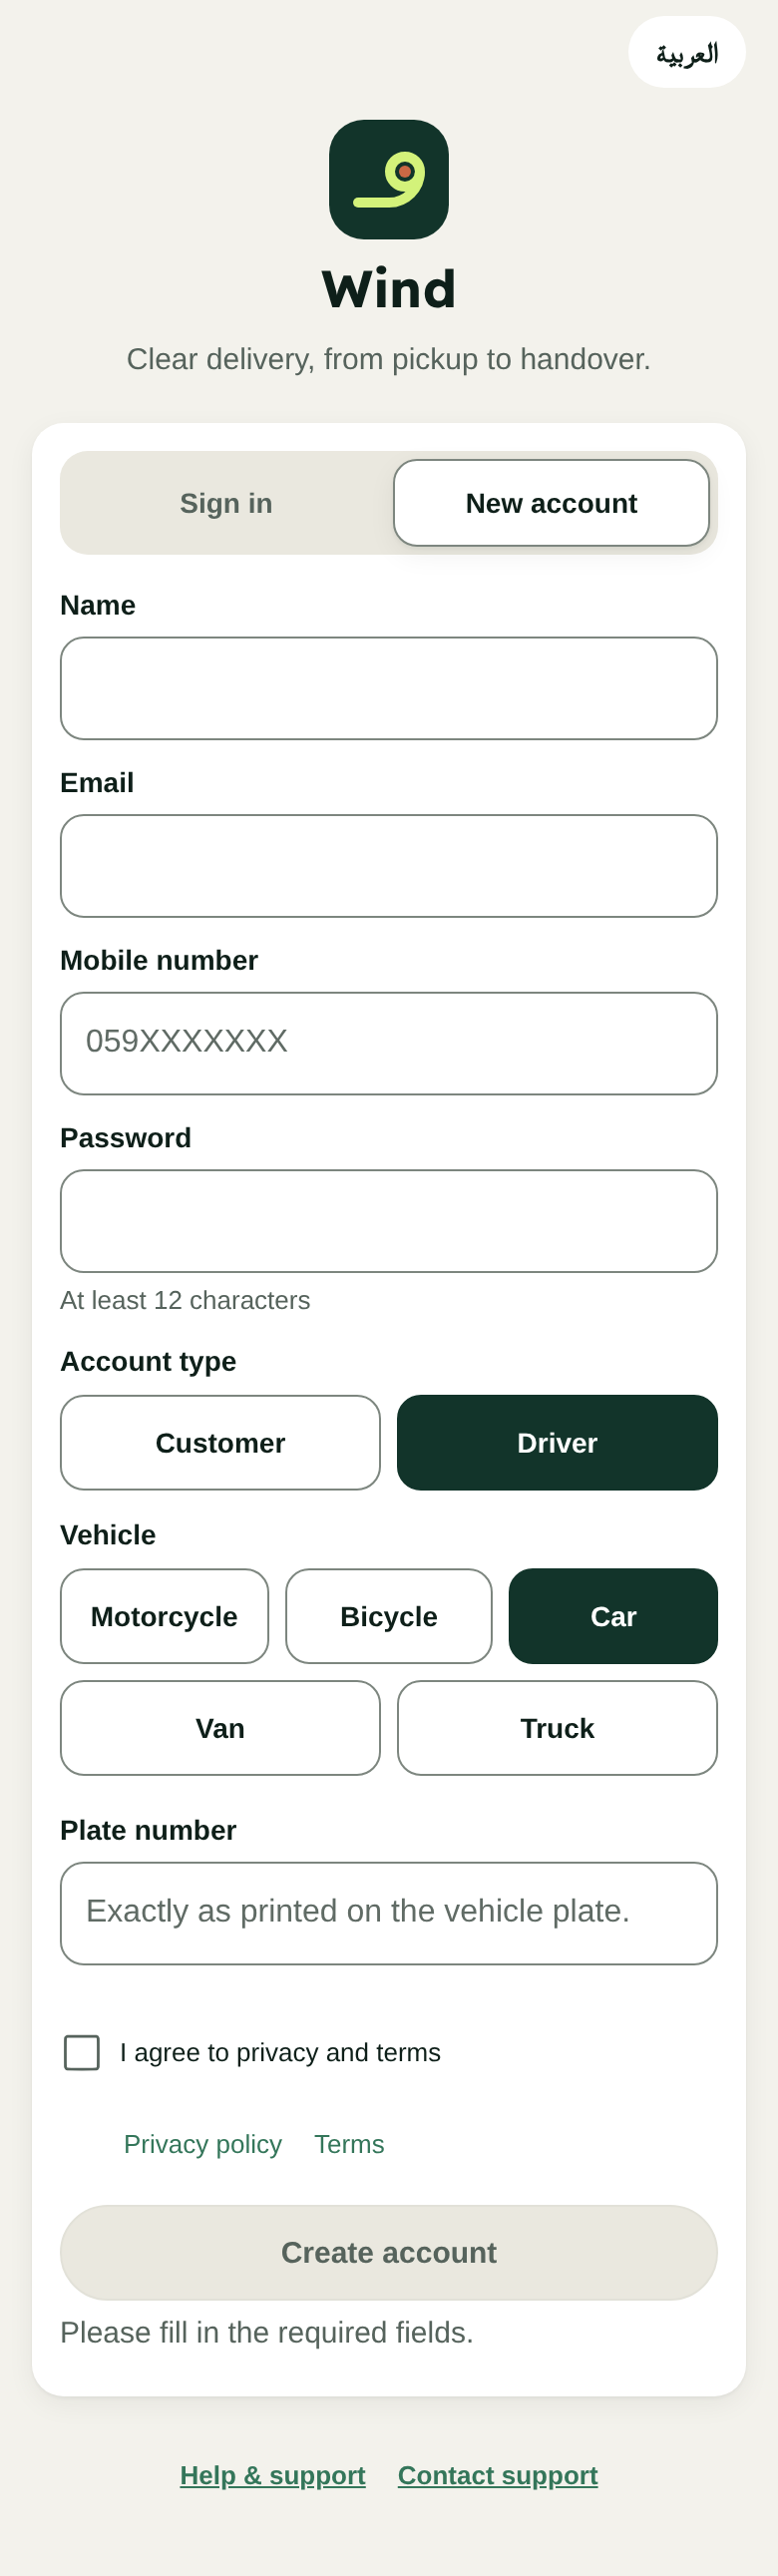 العربية
Wind
Clear delivery, from pickup to handover.
Sign in New account
Name
Email
Mobile number
059XXXXXXX
Password
At least 12 characters
Account type
Customer Driver
Vehicle
Motorcycle Bicycle Car
Van Truck
Plate number
Exactly as printed on the vehicle plate.
I agree to privacy and terms
Privacy policy Terms
Create account
Please fill in the required fields.
Help & support Contact support